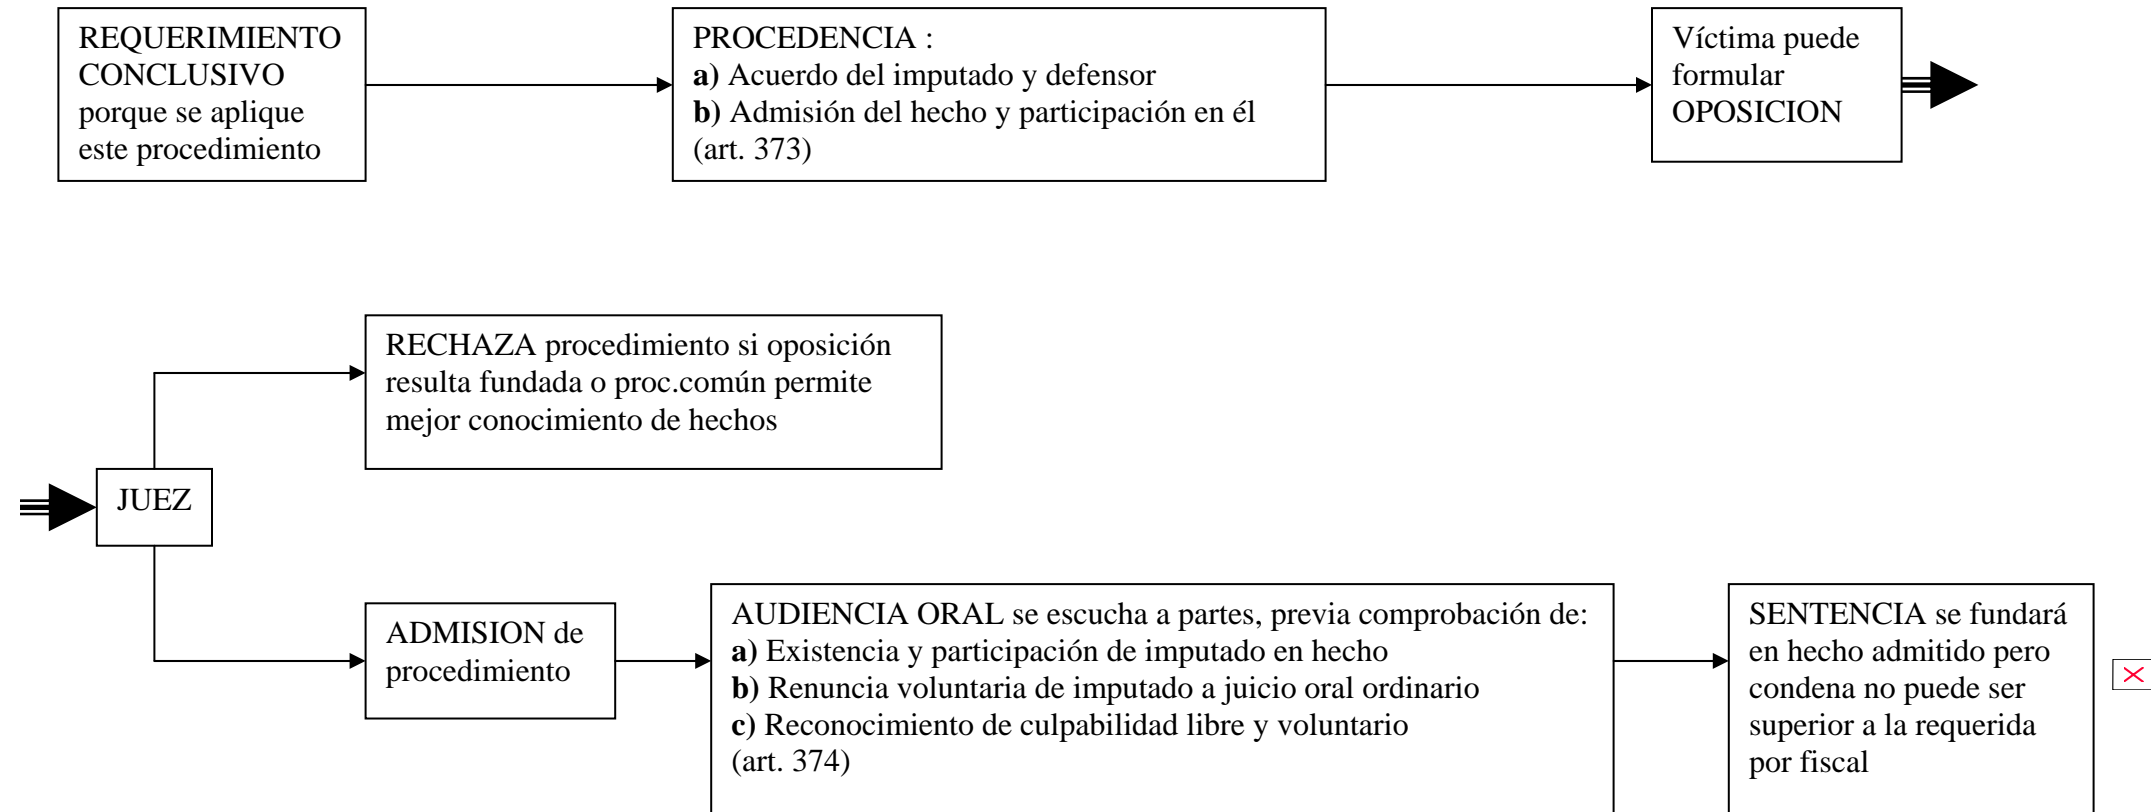 REQUERIMIENTO
CONCLUSIVO
porque se aplique
este procedimiento
PROCEDENCIA :
a) Acuerdo del imputado y defensor
b) Admisión del hecho y participación en él
(art. 373)
Víctima puede
formular
OPOSICION
RECHAZA procedimiento si oposición
resulta fundada o proc.común permite
mejor conocimiento de hechos
JUEZ
ADMISION de
procedimiento
AUDIENCIA ORAL se escucha a partes, previa comprobación de:
a) Existencia y participación de imputado en hecho
b) Renuncia voluntaria de imputado a juicio oral ordinario
c) Reconocimiento de culpabilidad libre y voluntario
(art. 374)
SENTENCIA se fundará
en hecho admitido pero
condena no puede ser
superior a la requerida
por fiscal